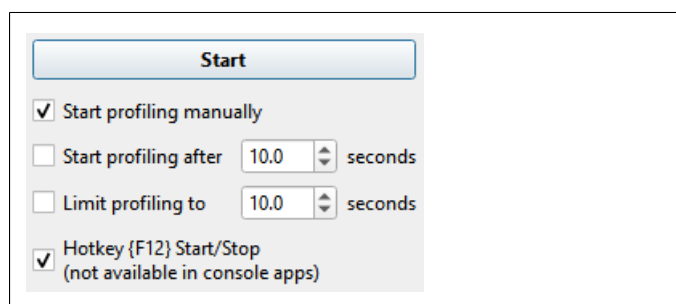 Start
Start profiling manually
Start profiling after 10.0 seconds
Limit profiling to 10.0 seconds
Hotkey {F12} Start/Stop
(not available in console apps)